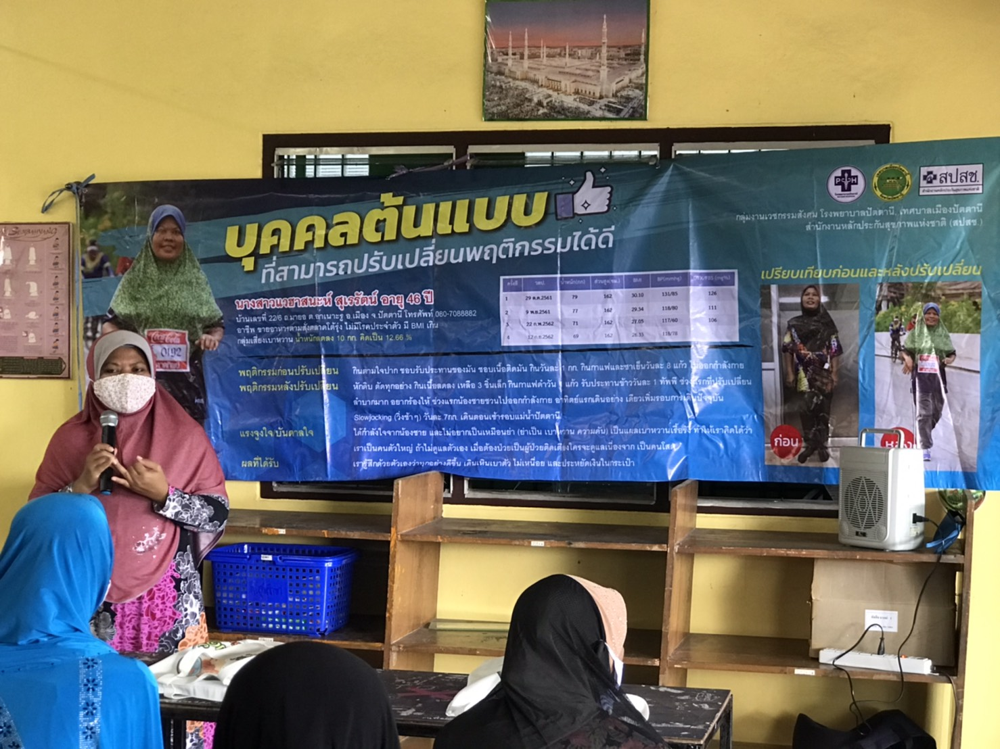 บุคคลต้นแบบ
ที่สามารถปรับเปลี่ยนพฤติกรรมได้ดี
สปสช.
สำนักงานหลักประกันสุขภาพแห่งชาติ
กลุ่มงานเวชกรรมสังคม โรงพยาบาลปัตตานี, เทศบาลเมืองปัตตานี
สำนักงานหลักประกันสุขภาพแห่งชาติ (สปสช.)
นางสาวแวฮาสนะห์ สุเรรัตน์ อายุ 46 ปี
บ้านเลขที่ 22/6 ถ.มายอ ต.อาเนาะรู อ.เมือง จ.ปัตตานี โทรศัพท์ 080-7088882
อาชีพ ขายอาหารตามสั่งตลาดโต้รุ่ง ไม่มีโรคประจำตัว มี BMI เกิน
กลุ่มเสี่ยงเบาหวาน น้ำหนักลดลง 10 กก. คิดเป็น 12.66 %
ครั้งที่ วดป. น้ำหนัก(กก) ส่วนสูง(ซม.) BMI BP(mmhg) (mg%)
1 29 ต.ค.2561 79 162 30.10 131/85 126
2 9 พ.ย.2561 77 162 29.34 118/80 111
3 22 ก.พ.2562 71 162 27.05 117/60 106
4 12 ก.ย.2562 69 162 118/78
เปรียบเทียบก่อนและหลังปรับเปลี่ยน
พฤติกรรมก่อนปรับเปลี่ยน กินตามใจปาก ชอบรับประทานของมัน ชอบเนื้อติดมัน กินวันละ 1 กก. กินกาแฟและชาเย็นวันละ 8 แก้ว ไม่ออกกำลังกาย
พฤติกรรมหลังปรับเปลี่ยน หักดิบ ตัดทุกอย่าง กินเนื้อสดลง เหลือ 3 ชิ้นเล็ก กินกาแฟดำวัน 1 แก้ว รับประทานข้าววันละ 1 ทัพพี ช่วงแรกที่ปรับเปลี่ยน
ลำบากมาก อยากร้องไห้ ช่วงแรกน้องชายชวนไปออกกำลังกาย อาทิตย์แรกเดินอย่าง เดียวเพิ่มรอบการเดินปัจจุบัน
Slowjocking (วิ่งช้าๆ) วันละ 7กก. เดินตอนเช้ารอบแม่น้ำปัตตานี
แรงจูงใจ/บันดาลใจ ได้กำลังใจจากน้องชาย และไม่อยากเป็นเหมือนย่า (ย่าเป็น เบาหวาน ความดัน) เป็นแผลเบาหวานเรื้อรัง ทำให้เราคิดได้ว่า
เราเป็นคนตัวใหญ่ ถ้าไม่ดูแลตัวเอง เมื่อต้องป่วยเป็นผู้ป่วยติดเตียงใครจะดูแลเนื่องจาก เป็นคนโสด
ผลที่ได้รับ เรารู้สึกด้วยตัวเองว่าทุกอย่างดีขึ้น เดินเหินเบาตัว ไม่เหนื่อย และประหยัดเงินในกระเป๋า
ก่อน
Coca-Cola
0192